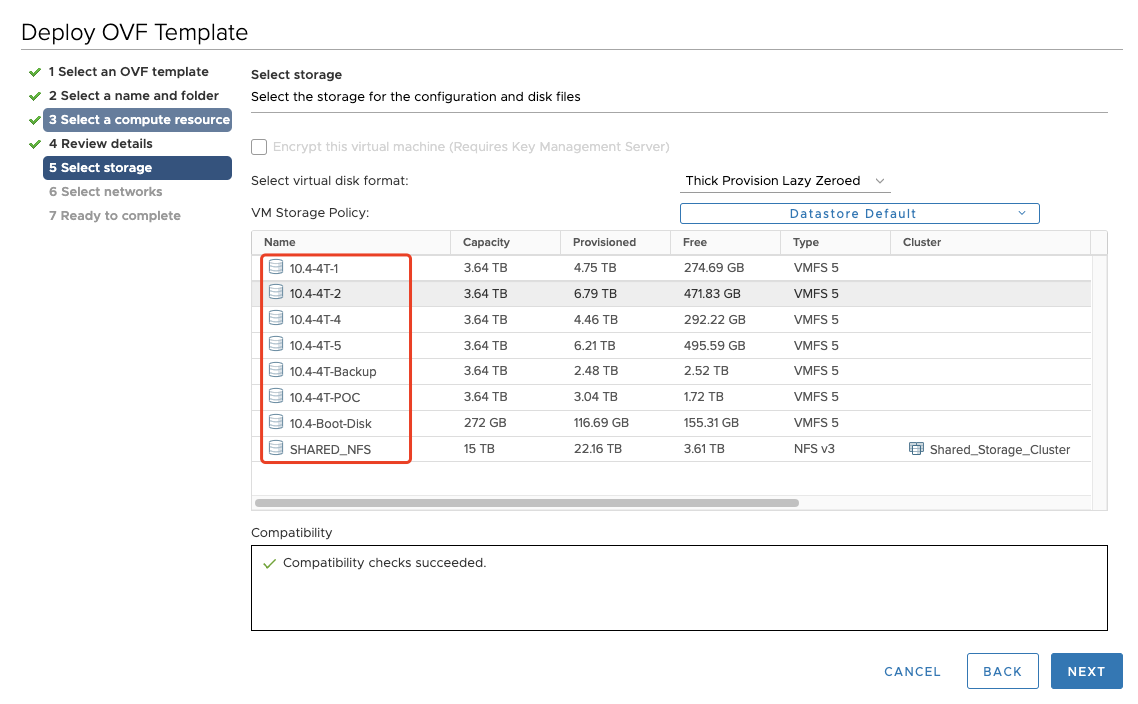 Deploy OVF Template
1 Select an OVF template
2 Select a name and folder
3 Select a compute resource
4 Review details
5 Select storage
6 Select networks
7 Ready to complete
Select storage
Select the storage for the configuration and disk files
Encrypt this virtual machine (Requires Key Management Server)
Select virtual disk format: Thick Provision Lazy Zeroed
VM Storage Policy: Datastore Default
Name Capacity Provisioned Free Type Cluster
10.4-4T-1 3.64 TB 4.75 TB 274.69 GB VMFS 5
10.4-4T-2 3.64 TB 6.79 TB 471.83 GB VMFS 5
10.4-4T-4 3.64 TB 4.46 TB 292.22 GB VMFS 5
10.4-4T-5 3.64 TB 6.21 TB 495.59 GB VMFS 5
10.4-4T-Backup 3.64 TB 2.48 TB 2.52 TB VMFS 5
10.4-4T-POC 3.64 TB 3.04 TB 1.72 TB VMFS 5
10.4-Boot-Disk 272 GB 116.69 GB 155.31 GB VMFS 5
SHARED_NFS 15 TB 22.16 TB 3.61 TB NFS v3 Shared_Storage_Cluster
Compatibility
Compatibility checks succeeded.
CANCEL BACK NEXT